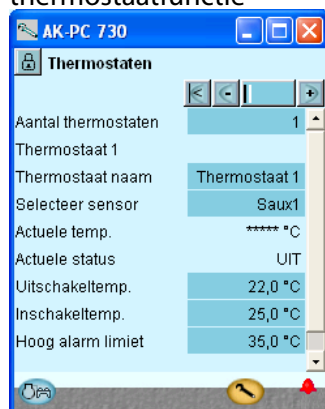 thermostaatfunctie
AK-PC 730
Thermostaten
Aantal thermostaten 1
Thermostaat 1
Thermostaat naam Thermostaat 1
Selecteer sensor Saux1
Actuele temp. ***** °C
Actuele status UIT
Uitschakeltemp. 22,0 °C
Inschakeltemp. 25,0 °C
Hoog alarm limiet 35,0 °C